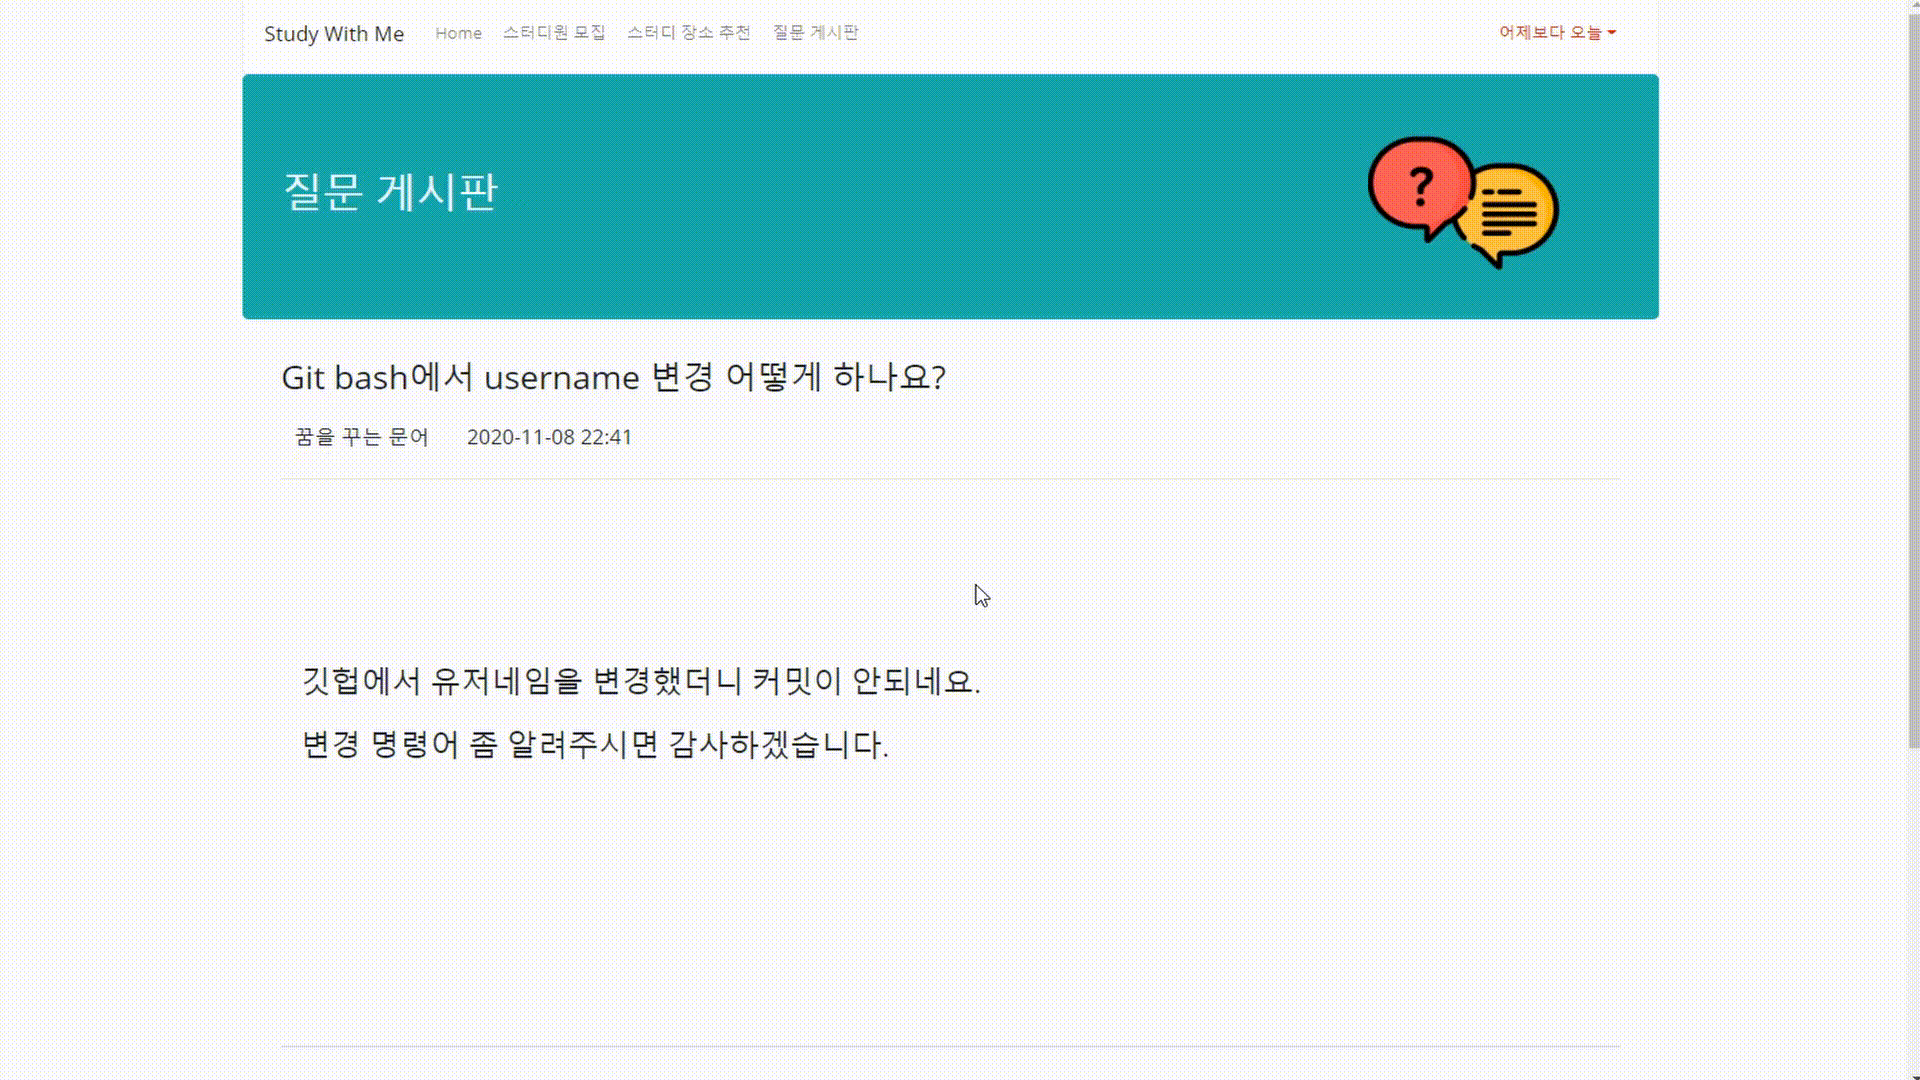 Study With Me Home 스터디원 모집 스터디 장소 추천 질문 게시판 어제보다 오늘
질문 게시판
?
Git bash에서 username 변경 어떻게 하나요?
꿈을 꾸는 문어 2020-11-08 22:41
깃헙에서 유저네임을 변경했더니 커밋이 안되네요.
변경 명령어 좀 알려주시면 감사하겠습니다.